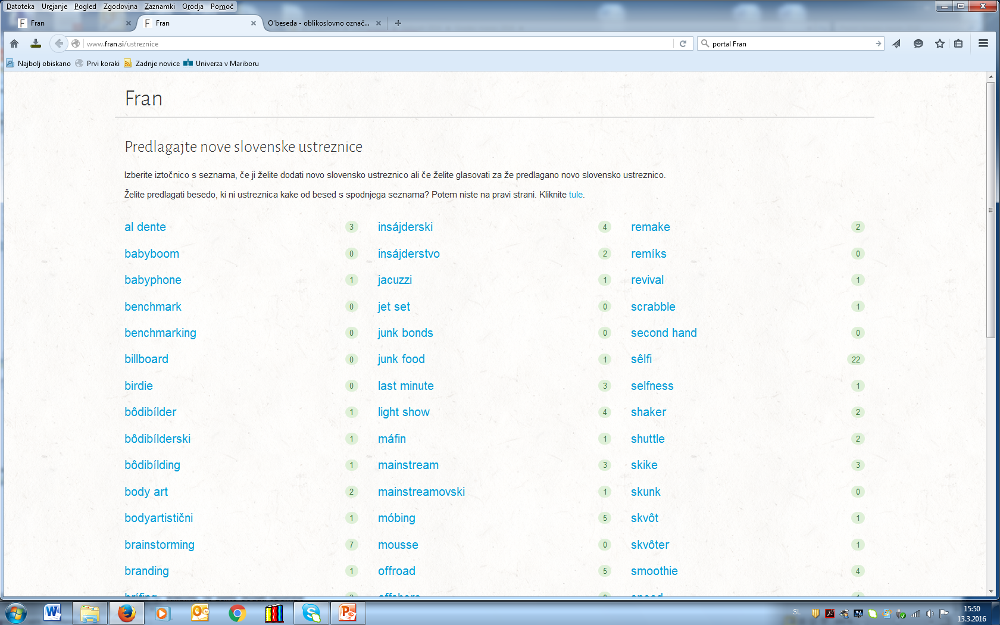 Datoteka Urejanje Pogled Zgodovina Zaznamki Orodja Pomoč
Fran
Fran
O'beseda - oblikoslovno označ...
www.fran.si/ustreznice
portal Fran
Najbolj obiskano Prvi koraki Zadnje novice Univerza v Mariboru
Fran
Predlagajte nove slovenske ustreznice
Izberite iztočnico s seznama, če ji želite dodati novo slovensko ustreznico ali če želite glasovati za že predlagano novo slovensko ustreznico.
Želite predlagati besedo, ki ni ustreznica kake od besed s spodnjega seznama? Potem niste na pravi strani. Kliknite tule.
al dente 3
babyboom 0
babyphone 1
benchmark 0
benchmarking 0
billboard 0
birdie 0
bôdibílder 1
bôdibílderski 1
bôdibílding 1
body art 2
bodyartistični 1
brainstorming 7
branding 1
insájderski 4
insájderstvo 2
jacuzzi 1
jet set 0
junk bonds 0
junk food 1
last minute 3
light show 4
máfin 1
mainstream 3
mainstreamovski 1
móbing 5
mousse 0
offroad 5
remake 2
remíks 0
revival 1
scrabble 1
second hand 0
sêlfi 22
selfness 1
shaker 2
shuttle 2
skike 3
skunk 0
skvôt 1
skvôter 1
smoothie 4
SL
15:50
13.3.2016